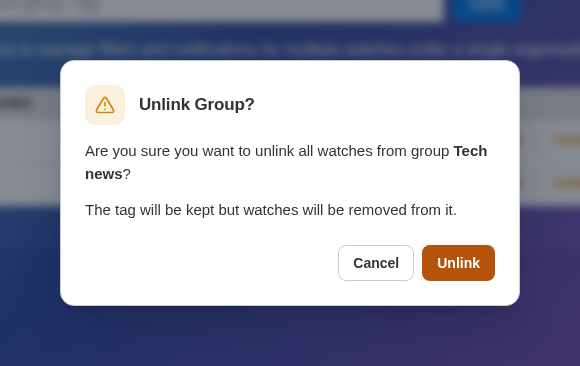 Unlink Group?
Are you sure you want to unlink all watches from group Tech
news?
The tag will be kept but watches will be removed from it.
Cancel
Unlink